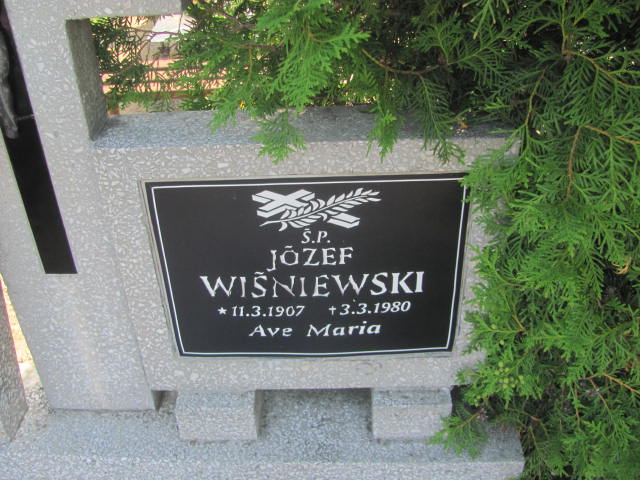 Ś.P.
JÓZEF
WIŚNIEWSKI
* 11.3.1907 + 3.3.1980
Ave Maria